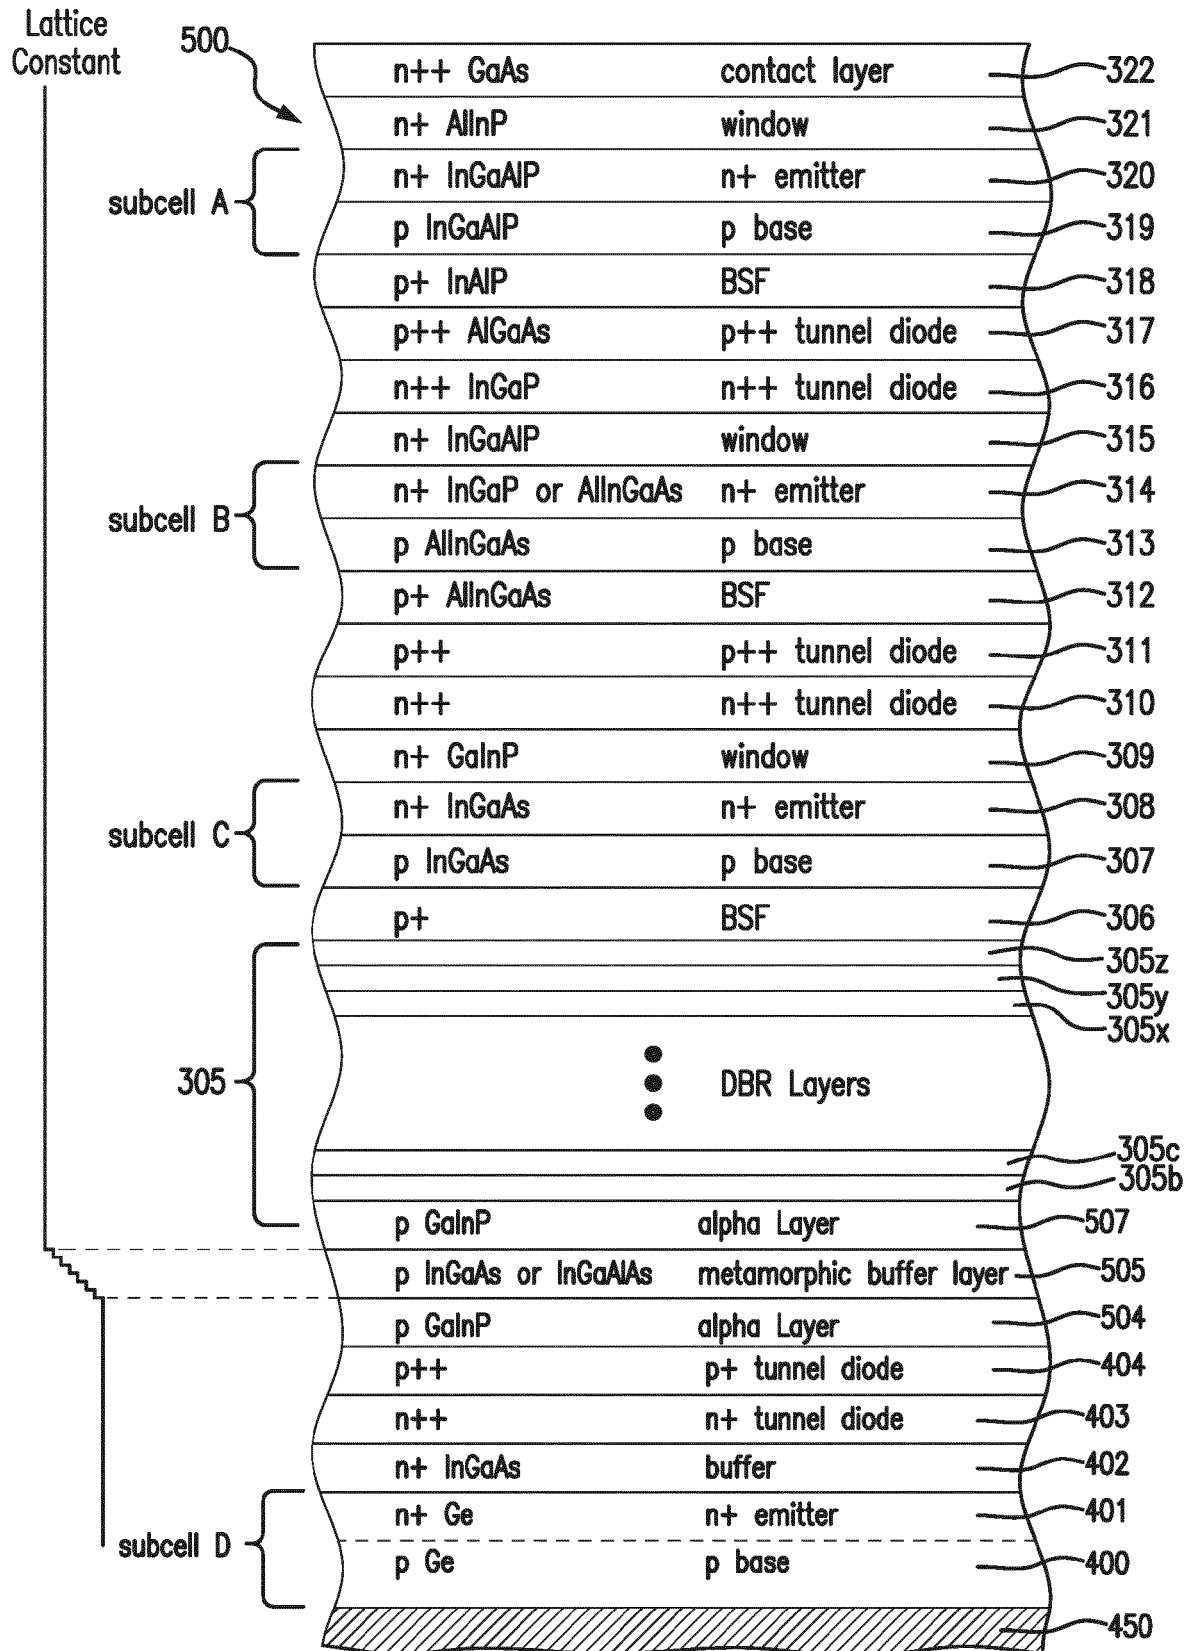 Lattice
Constant
500
n++ GaAs contact layer 322
n+ AlInP window 321
subcell A
n+ InGaAlP n+ emitter 320
p InGaAlP p base 319
p+ InAlP BSF 318
p++ AlGaAs p++ tunnel diode 317
n++ InGaP n++ tunnel diode 316
n+ InGaAlP window 315
subcell B
n+ InGaP or AlInGaAs n+ emitter 314
p AlInGaAs p base 313
p+ AlInGaAs BSF 312
p++ p++ tunnel diode 311
n++ n++ tunnel diode 310
n+ GaInP window 309
subcell C
n+ InGaAs n+ emitter 308
p InGaAs p base 307
p+ BSF 306
305z
305y
305x
305 DBR Layers
305c
305b
p GaInP alpha Layer 507
p InGaAs or InGaAlAs metamorphic buffer layer 505
p GaInP alpha Layer 504
p++ p+ tunnel diode 404
n++ n+ tunnel diode 403
n+ InGaAs buffer 402
n+ Ge n+ emitter 401
subcell D
p Ge p base 400
450